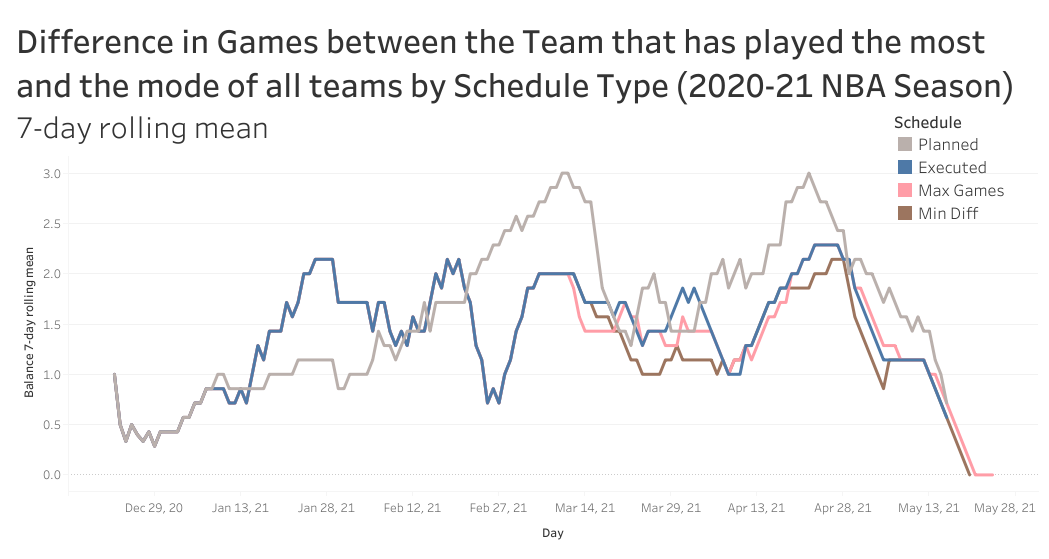 Difference in Games between the Team that has played the most
and the mode of all teams by Schedule Type (2020-21 NBA Season)
7-day rolling mean
Schedule
Planned
Executed
Max Games
Min Diff
Balance 7-day rolling mean
3.0
2.5
2.0
1.5
1.0
0.5
0.0
Dec 29, 20 Jan 13, 21 Jan 28, 21 Feb 12, 21 Feb 27, 21 Mar 14, 21 Mar 29, 21 Apr 13, 21 Apr 28, 21 May 13, 21 May 28, 21
Day